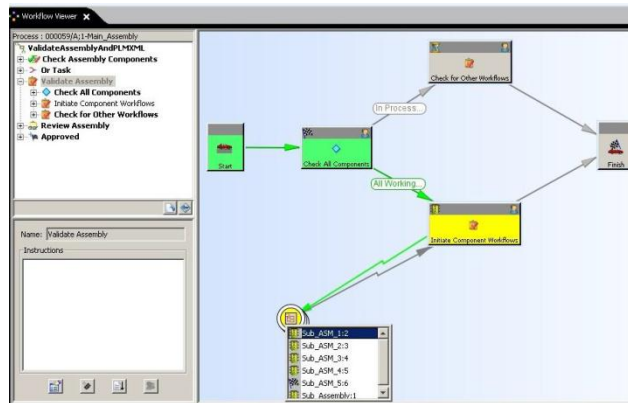 Workflow Viewer
Process : 000059/A;1-Main_Assembly
ValidateAssemblyAndPLMXML
Check Assembly Components
Or Task
Validate Assembly
Check All Components
Initiate Component Workflows
Check for Other Workflows
Review Assembly
Approved
Name:
Validate Assembly
Instructions
Check for Other Workflows
In Process...
Start
Check All Components
Finish
All Working...
Initiate Component Workflows
Sub_ASM_1:2
Sub_ASM_2:3
Sub_ASM_3:4
Sub_ASM_4:5
Sub_ASM_5:6
Sub_Assembly:1